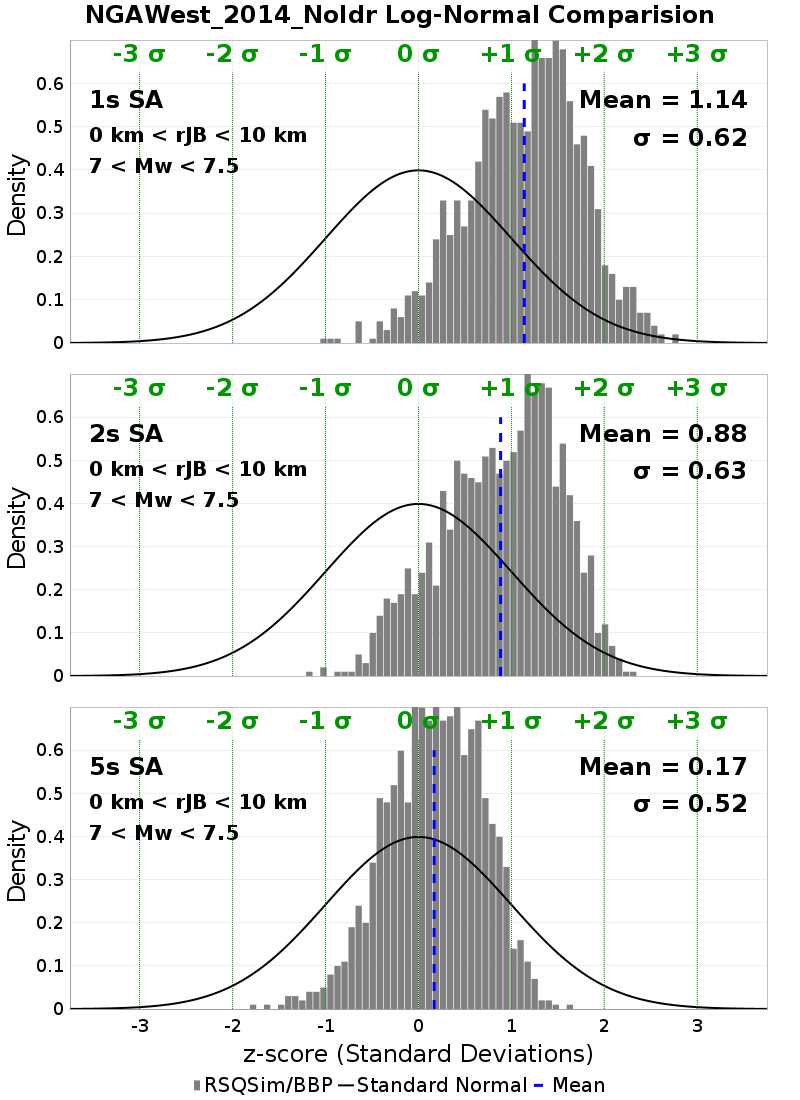 NGAWest_2014_NoIdr Log-Normal Comparision
-3 σ -2 σ -1 σ 0 σ +1 σ +2 σ +3 σ
0.6
1s SA
Mean = 1.14
0.5
0 km < rJB < 10 km
σ = 0.62
7 < Mw < 7.5
0.4
0.3
0.2
0.1
0
Density
-3 σ -2 σ -1 σ 0 σ +1 σ +2 σ +3 σ
0.6
2s SA
Mean = 0.88
0.5
0 km < rJB < 10 km
σ = 0.63
7 < Mw < 7.5
0.4
0.3
0.2
0.1
0
Density
-3 σ -2 σ -1 σ 0 σ +1 σ +2 σ +3 σ
0.6
5s SA
Mean = 0.17
0.5
0 km < rJB < 10 km
σ = 0.52
7 < Mw < 7.5
0.4
0.3
0.2
0.1
0
Density
-3 -2 -1 0 1 2 3
z-score (Standard Deviations)
RSQSim/BBP Standard Normal Mean